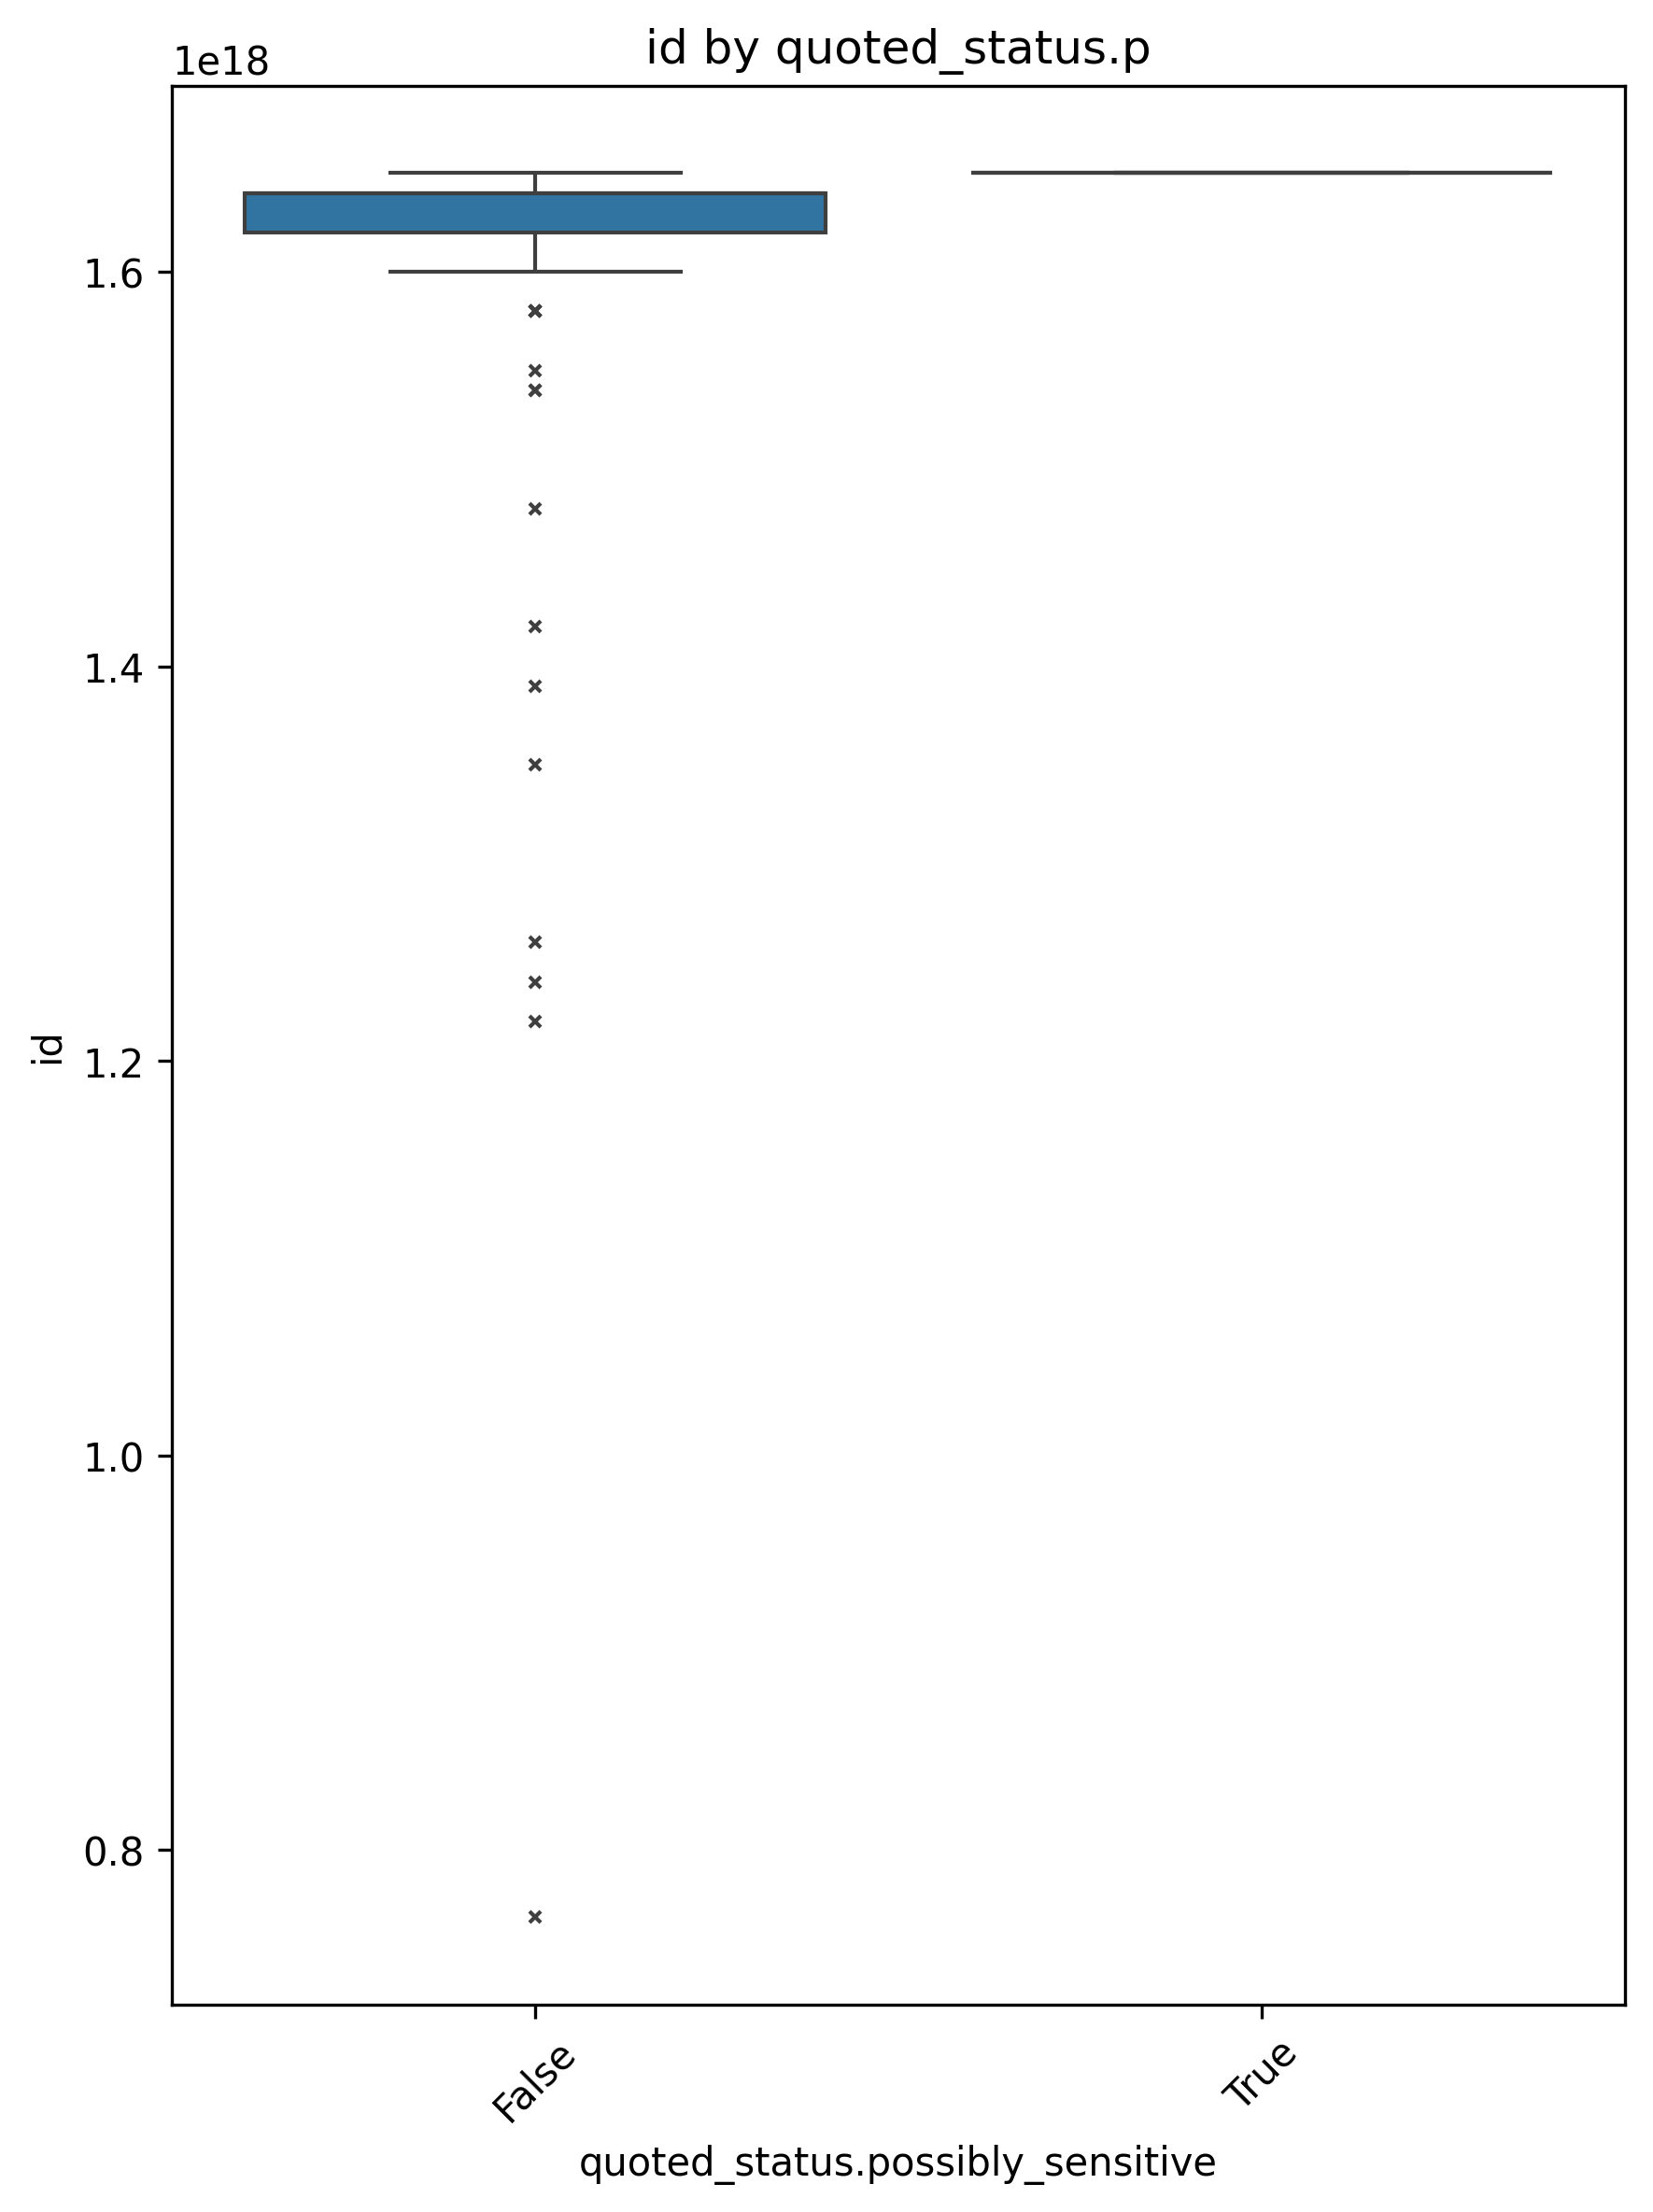 id by quoted_status.p
1e18
1.6
1.4
1.2
1.0
0.8
id
False
True
quoted_status.possibly_sensitive